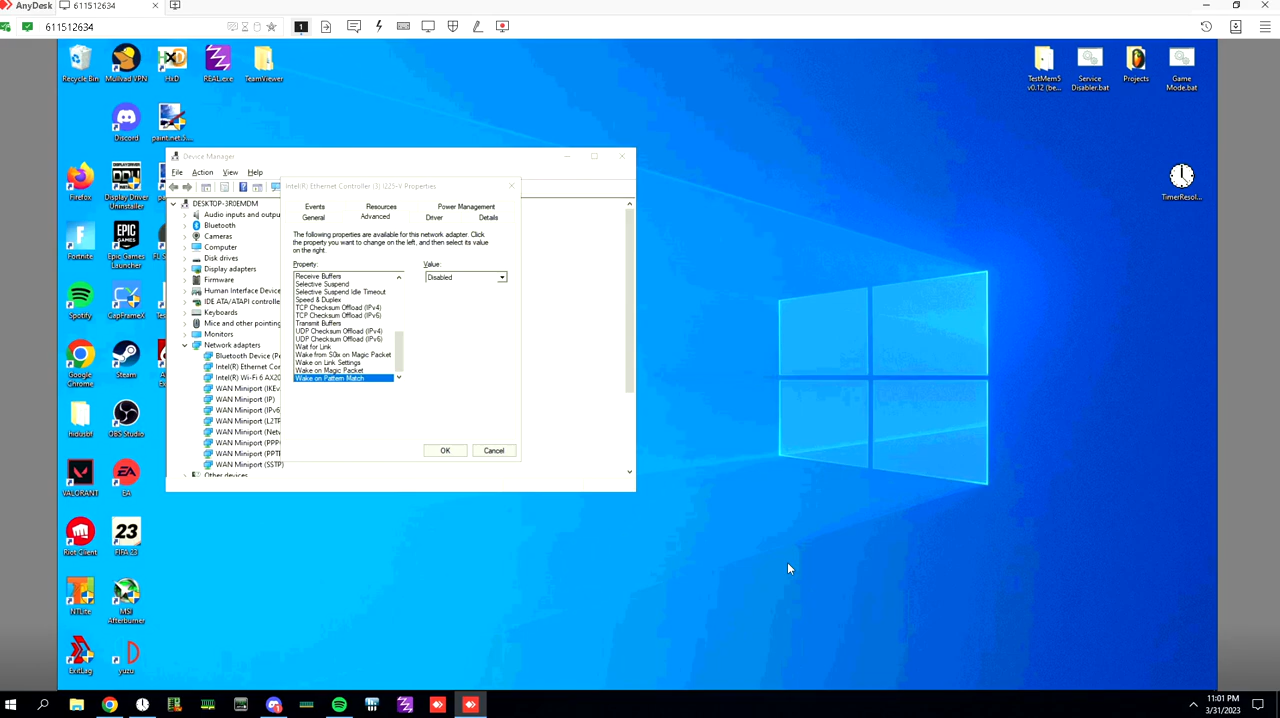 AnyDesk
611512634
611512634
1
Recycle Bin
Mullvad VPN
HxD
REAL.exe
TeamViewer
TestMem5
v0.12 (be...
Service
Disabler.bat
Projects
Game
Mode.bat
Discord
paint.net...
Firefox
Display Driver
Uninstaller
TimerResol...
Fortnite
Epic Games
Launcher
Spotify
CapFrameX
Google
Chrome
Steam
hidusbf
OBS Studio
VALORANT
EA
Riot Client
FIFA 23
NTLite
MSI
Afterburner
ExitLag
yuzu
Device Manager
File
Action
View
Help
DESKTOP-3R0EMDM
Audio inputs and outpu
Bluetooth
Cameras
Computer
Disk drives
Display adapters
Firmware
Human Interface Device
IDE ATA/ATAPI controlle
Keyboards
Mice and other pointing
Monitors
Network adapters
Bluetooth Device (Pe
Intel(R) Ethernet Cor
Intel(R) Wi-Fi 6 AX20
WAN Miniport (IKEv
WAN Miniport (IP)
WAN Miniport (IPv6
WAN Miniport (L2TP
WAN Miniport (Netv
WAN Miniport (PPP
WAN Miniport (PPTI
WAN Miniport (SSTP)
Other devices
Intel(R) Ethernet Controller (3) I225-V Properties
Events
Resources
Power Management
General
Advanced
Driver
Details
The following properties are available for this network adapter. Click
the property you want to change on the left, and then select its value
on the right.
Property:
Value:
Disabled
Receive Buffers
Selective Suspend
Selective Suspend Idle Timeout
Speed & Duplex
TCP Checksum Offload (IPv4)
TCP Checksum Offload (IPv6)
Transmit Buffers
UDP Checksum Offload (IPv4)
UDP Checksum Offload (IPv6)
Wait for Link
Wake from S0ix on Magic Packet
Wake on Link Settings
Wake on Magic Packet
Wake on Pattern Match
OK
Cancel
11:01 PM
3/31/2023